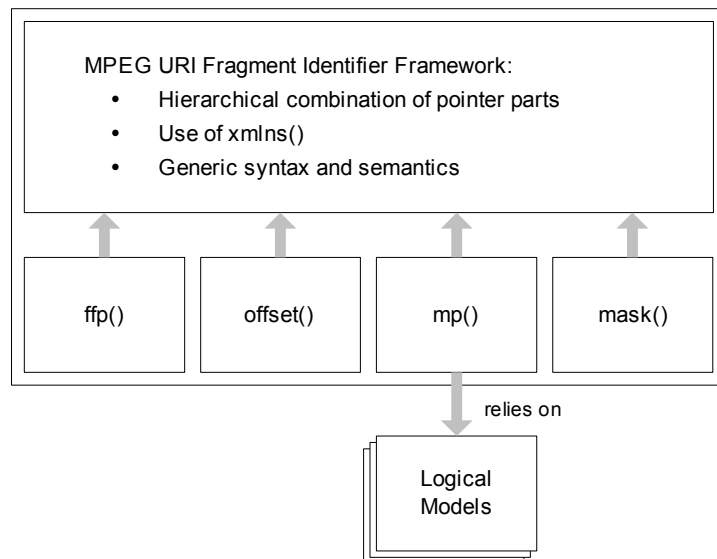 MPEG URI Fragment Identifier Framework:
• Hierarchical combination of pointer parts
• Use of xmlns()
• Generic syntax and semantics
ffp()
offset()
mp()
mask()
relies on
Logical
Models